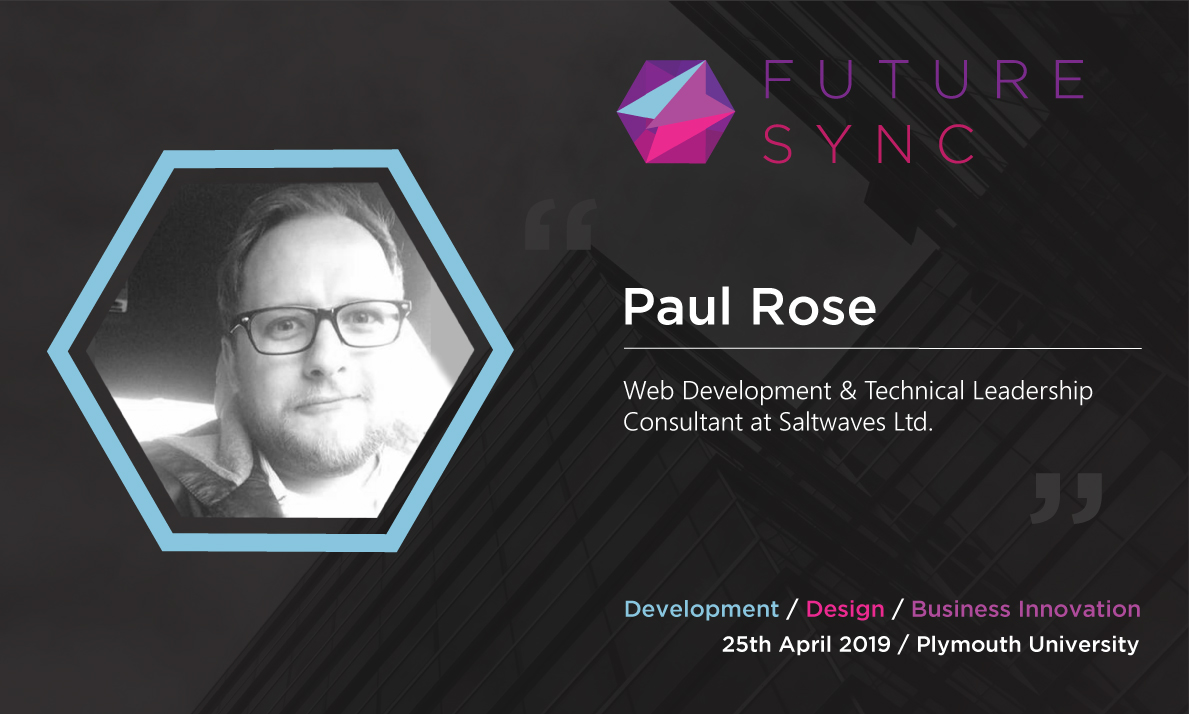 FUTURE
SYNC
“
Paul Rose
Web Development & Technical Leadership
Consultant at Saltwaves Ltd.
”
Development / Design / Business Innovation
25th April 2019 / Plymouth University